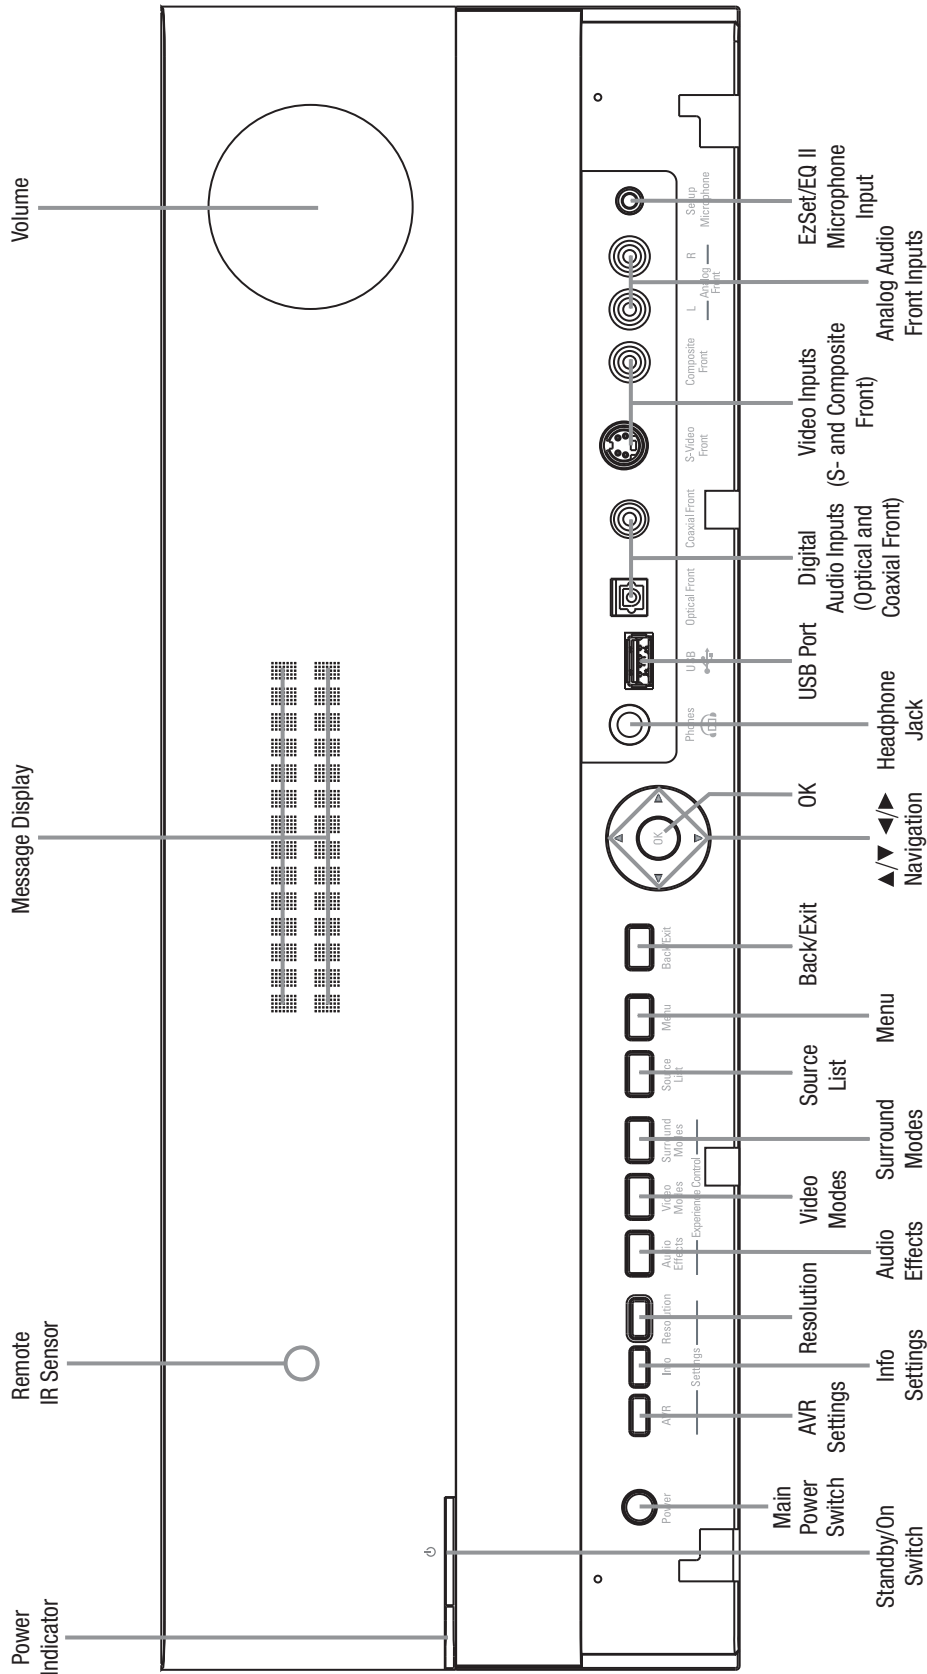 Power
Indicator
Remote
IR Sensor
Message Display
Volume
Power
AVR
Info
Resolution
Settings
Audio
Effects
Video
Modes
Surround
Modes
Experience Control
Source
List
Menu
Back/Exit
OK
Phones
USB
Optical Front
Coaxial Front
S-Video
Front
Composite
Front
L
R
Analog
Front
Setup
Microphone
Standby/On
Switch
Main
Power
Switch
AVR
Settings
Info
Settings
Resolution
Audio
Effects
Video
Modes
Surround
Modes
Source
List
Menu
Back/Exit
▲/▼ ◀/▶
Navigation
OK
Headphone
Jack
USB Port
Digital
Audio Inputs
(Optical and
Coaxial Front)
Video Inputs
(S- and Composite
Front)
Analog Audio
Front Inputs
EzSet/EQ II
Microphone
Input